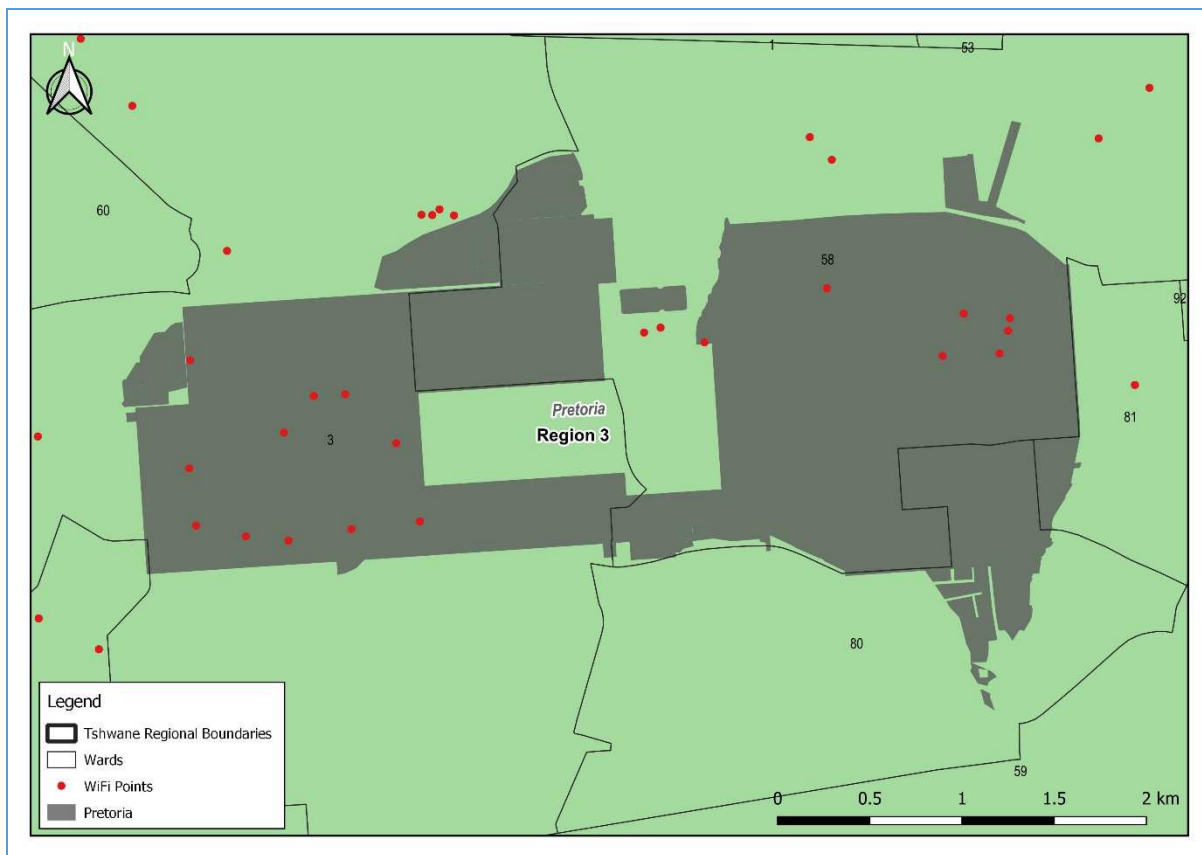 N
1
53
60
58
92
Pretoria
Region 3
3
81
80
59
Legend
Tshwane Regional Boundaries
Wards
WiFi Points
Pretoria
0 0.5 1 1.5 2 km